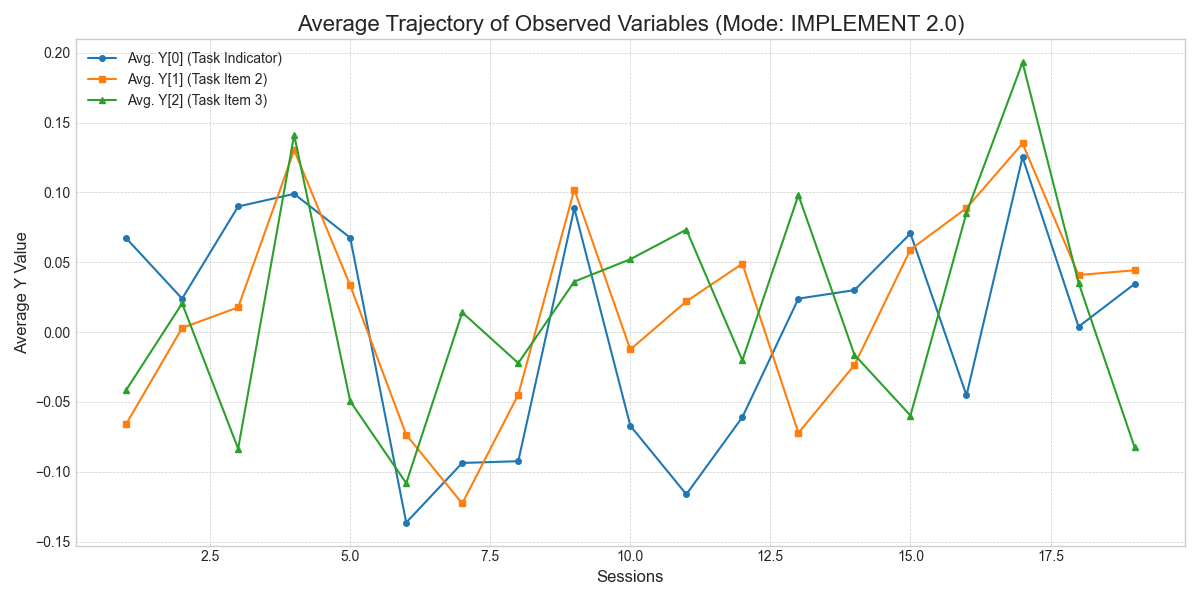 Average Trajectory of Observed Variables (Mode: IMPLEMENT 2.0)
Avg. Y[0] (Task Indicator)
Avg. Y[1] (Task Item 2)
Avg. Y[2] (Task Item 3)
Average Y Value
0.20
0.15
0.10
0.05
0.00
−0.05
−0.10
−0.15
2.5 5.0 7.5 10.0 12.5 15.0 17.5
Sessions